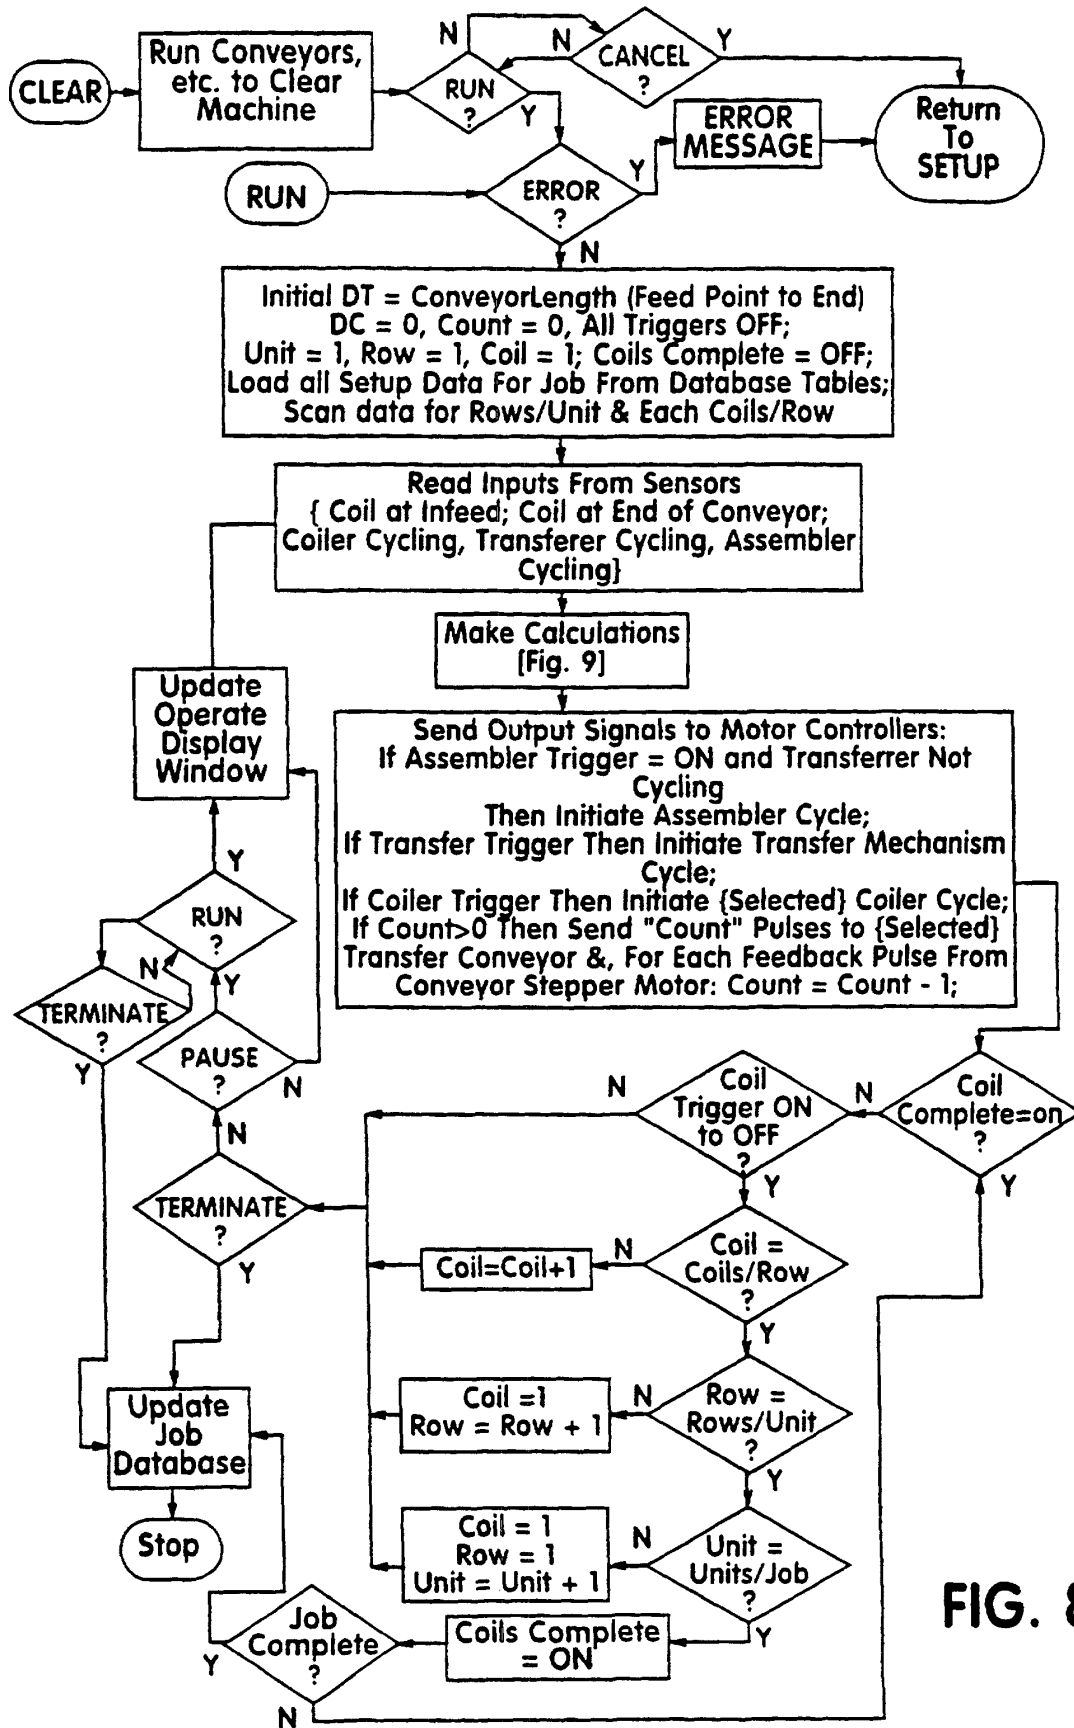 CLEAR
Run Conveyors,
etc. to Clear
Machine
N
RUN
?
Y
N
CANCEL
?
Y
ERROR
MESSAGE
Return
To
SETUP
RUN
ERROR
?
Y
N
Initial DT = ConveyorLength (Feed Point to End)
DC = 0, Count = 0, All Triggers OFF;
Unit = 1, Row = 1, Coil = 1; Coils Complete = OFF;
Load all Setup Data For Job From Database Tables;
Scan data for Rows/Unit & Each Coils/Row
Read Inputs From Sensors
{ Coil at Infeed; Coil at End of Conveyor;
Coiler Cycling, Transferer Cycling, Assembler
Cycling}
Make Calculations
[Fig. 9]
Update
Operate
Display
Window
Send Output Signals to Motor Controllers:
If Assembler Trigger = ON and Transferrer Not
Cycling
Then Initiate Assembler Cycle;
If Transfer Trigger Then Initiate Transfer Mechanism
Cycle;
If Coiler Trigger Then Initiate {Selected} Coiler Cycle;
If Count>0 Then Send "Count" Pulses to {Selected}
Transfer Conveyor &, For Each Feedback Pulse From
Conveyor Stepper Motor: Count = Count - 1;
Y
RUN
?
N
Y
TERMINATE
?
Y
PAUSE
?
N
N
TERMINATE
?
Y
Coil
Complete=on
?
N
Y
Coil
Trigger ON
to OFF
?
N
Y
Coil =
Coils/Row
?
N
Coil=Coil+1
Y
Row =
Rows/Unit
?
N
Coil =1
Row = Row + 1
Y
Unit =
Units/Job
?
N
Coil = 1
Row = 1
Unit = Unit + 1
Y
Coils Complete
= ON
Job
Complete
?
Y
N
Update
Job
Database
Stop
FIG. 8